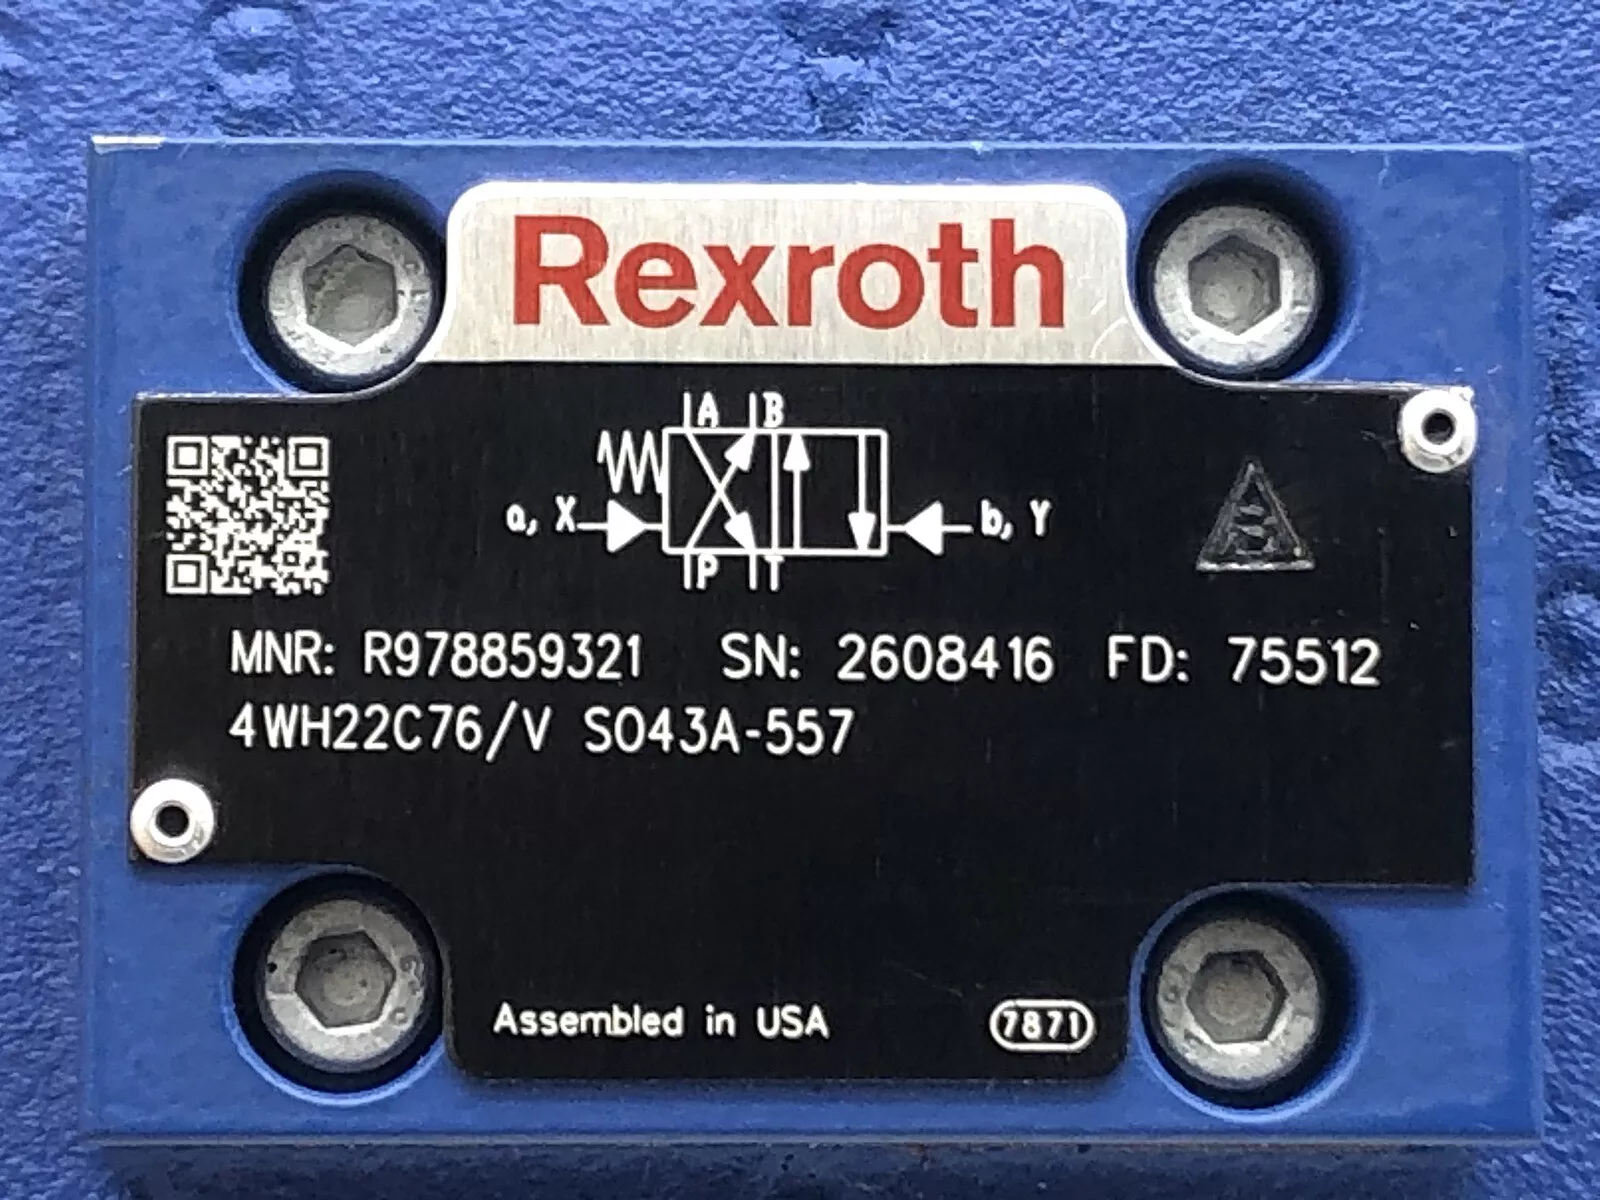 Rexroth
A B
a, X b, Y
P T
MNR: R978859321 SN: 2608416 FD: 75512
4WH22C76/V SO43A-557
Assembled in USA 7871